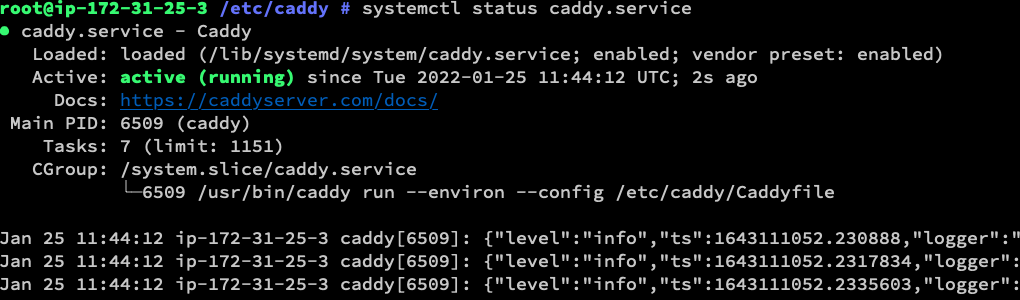 root@ip-172-31-25-3 /etc/caddy # systemctl status caddy.service
● caddy.service - Caddy
Loaded: loaded (/lib/systemd/system/caddy.service; enabled; vendor preset: enabled)
Active: active (running) since Tue 2022-01-25 11:44:12 UTC; 2s ago
Docs: https://caddyserver.com/docs/
Main PID: 6509 (caddy)
Tasks: 7 (limit: 1151)
CGroup: /system.slice/caddy.service
└─6509 /usr/bin/caddy run --environ --config /etc/caddy/Caddyfile
Jan 25 11:44:12 ip-172-31-25-3 caddy[6509]: {"level":"info","ts":1643111052.230888,"logger":"
Jan 25 11:44:12 ip-172-31-25-3 caddy[6509]: {"level":"info","ts":1643111052.2317834,"logger":
Jan 25 11:44:12 ip-172-31-25-3 caddy[6509]: {"level":"info","ts":1643111052.2335603,"logger":